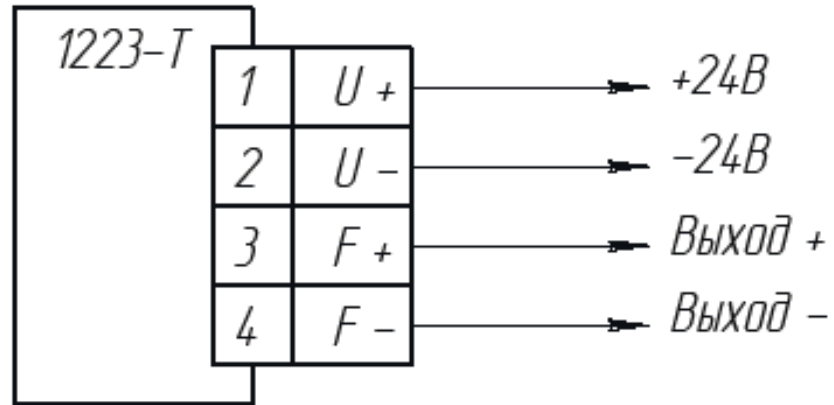 1223-Т
1 U + +24В
2 U - -24В
3 F + Выход +
4 F - Выход -